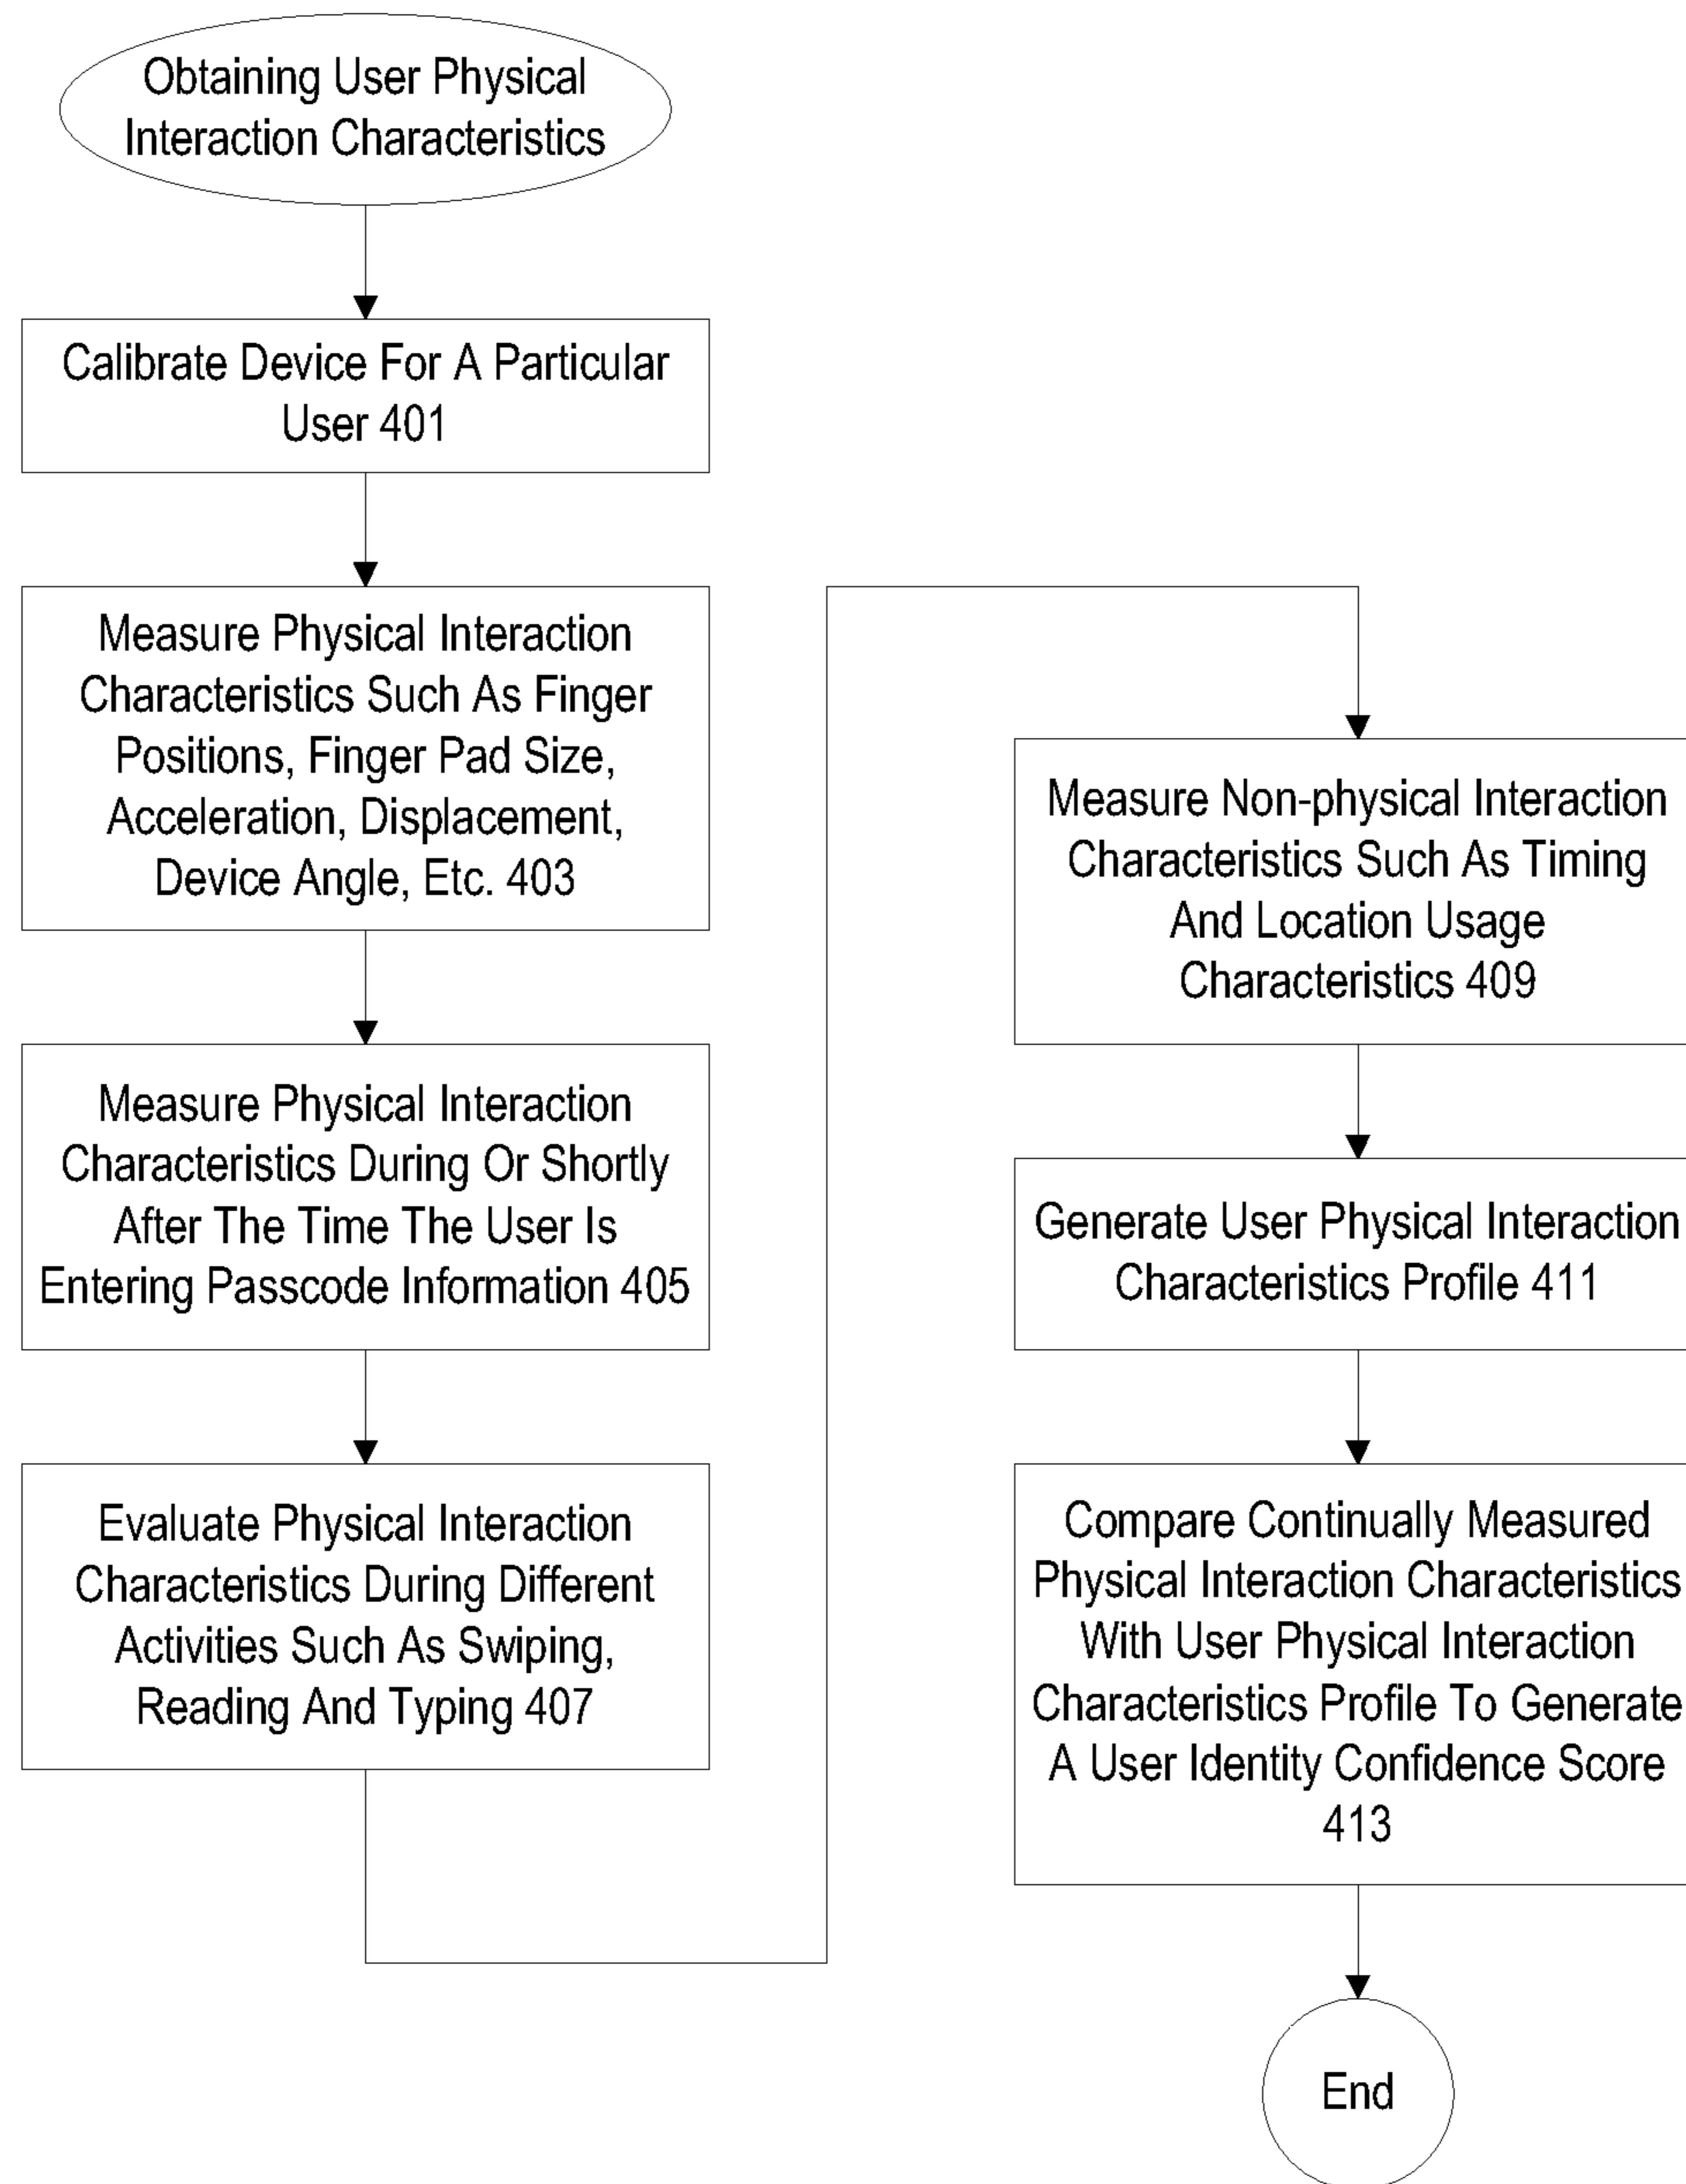 Obtaining User Physical
Interaction Characteristics
Calibrate Device For A Particular
User 401
Measure Physical Interaction
Characteristics Such As Finger
Positions, Finger Pad Size,
Acceleration, Displacement,
Device Angle, Etc. 403
Measure Physical Interaction
Characteristics During Or Shortly
After The Time The User Is
Entering Passcode Information 405
Evaluate Physical Interaction
Characteristics During Different
Activities Such As Swiping,
Reading And Typing 407
Measure Non-physical Interaction
Characteristics Such As Timing
And Location Usage
Characteristics 409
Generate User Physical Interaction
Characteristics Profile 411
Compare Continually Measured
Physical Interaction Characteristics
With User Physical Interaction
Characteristics Profile To Generate
A User Identity Confidence Score
413
End